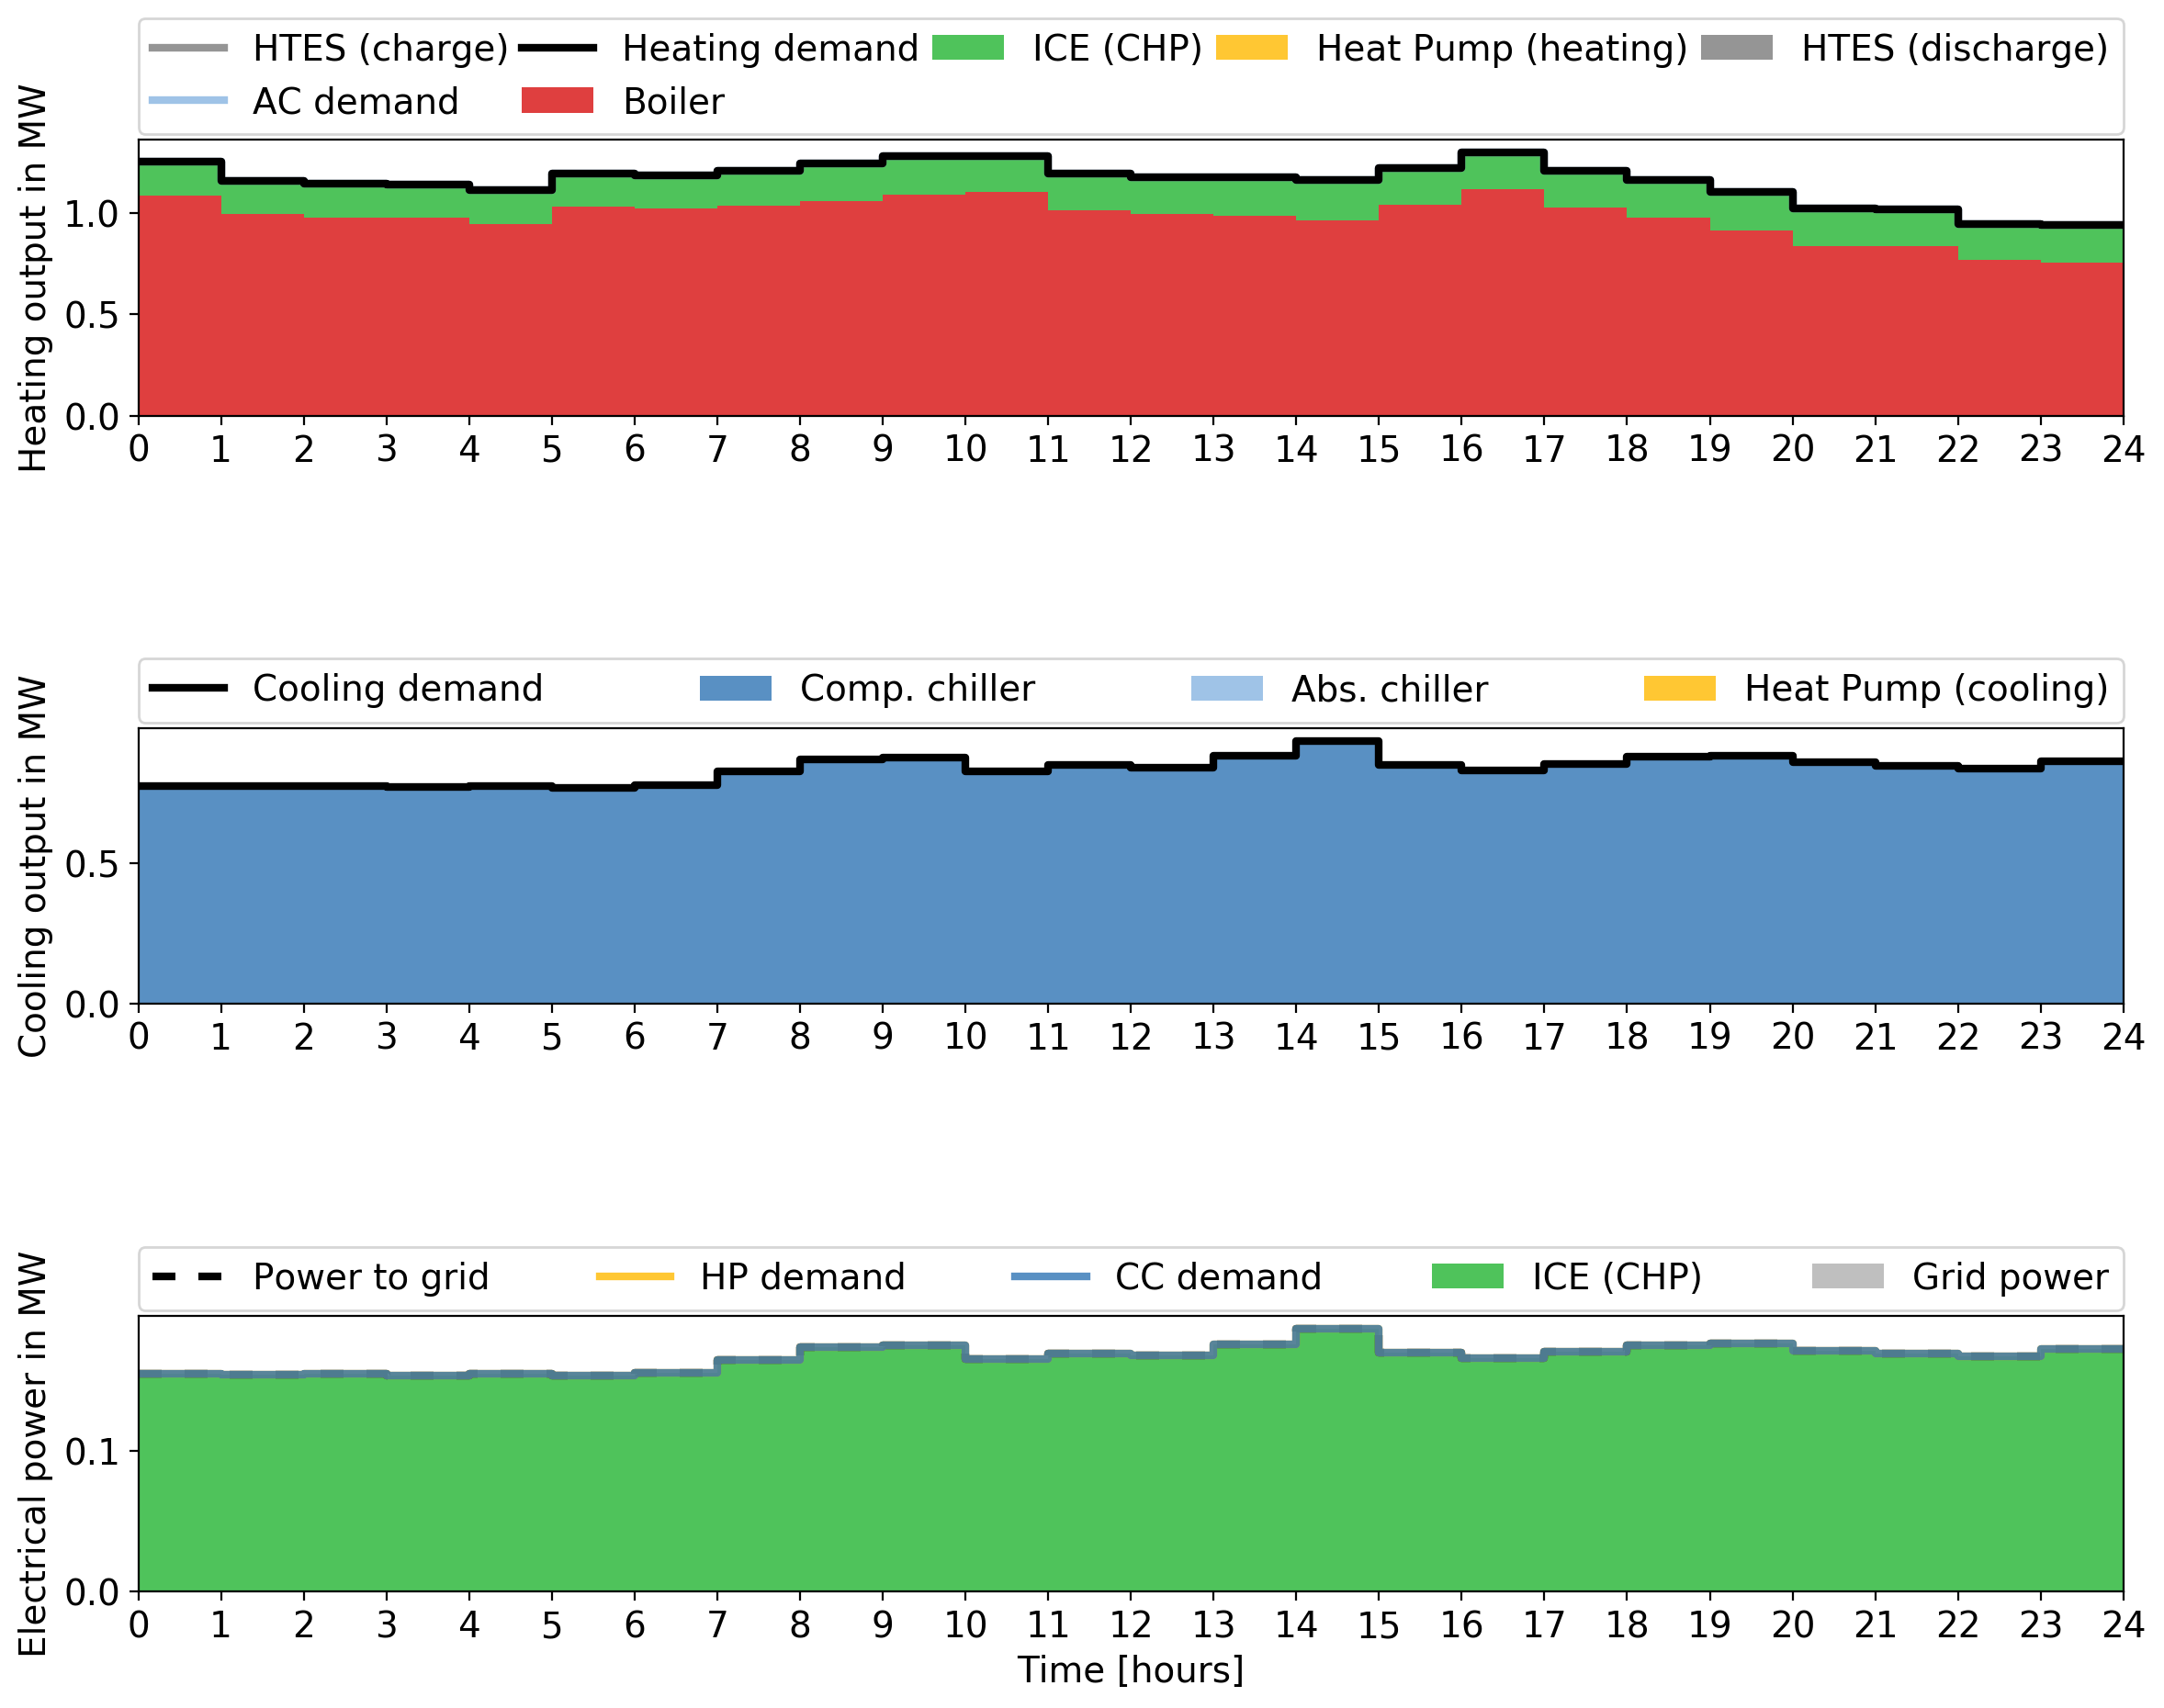 HTES (charge) Heating demand ICE (CHP) Heat Pump (heating) HTES (discharge)
AC demand Boiler
Heating output in MW
1.0
0.5
0.0
0 1 2 3 4 5 6 7 8 9 10 11 12 13 14 15 16 17 18 19 20 21 22 23 24
Cooling demand Comp. chiller Abs. chiller Heat Pump (cooling)
Cooling output in MW
0.5
0.0
0 1 2 3 4 5 6 7 8 9 10 11 12 13 14 15 16 17 18 19 20 21 22 23 24
Power to grid HP demand CC demand ICE (CHP) Grid power
Electrical power in MW
0.1
0.0
0 1 2 3 4 5 6 7 8 9 10 11 12 13 14 15 16 17 18 19 20 21 22 23 24
Time [hours]